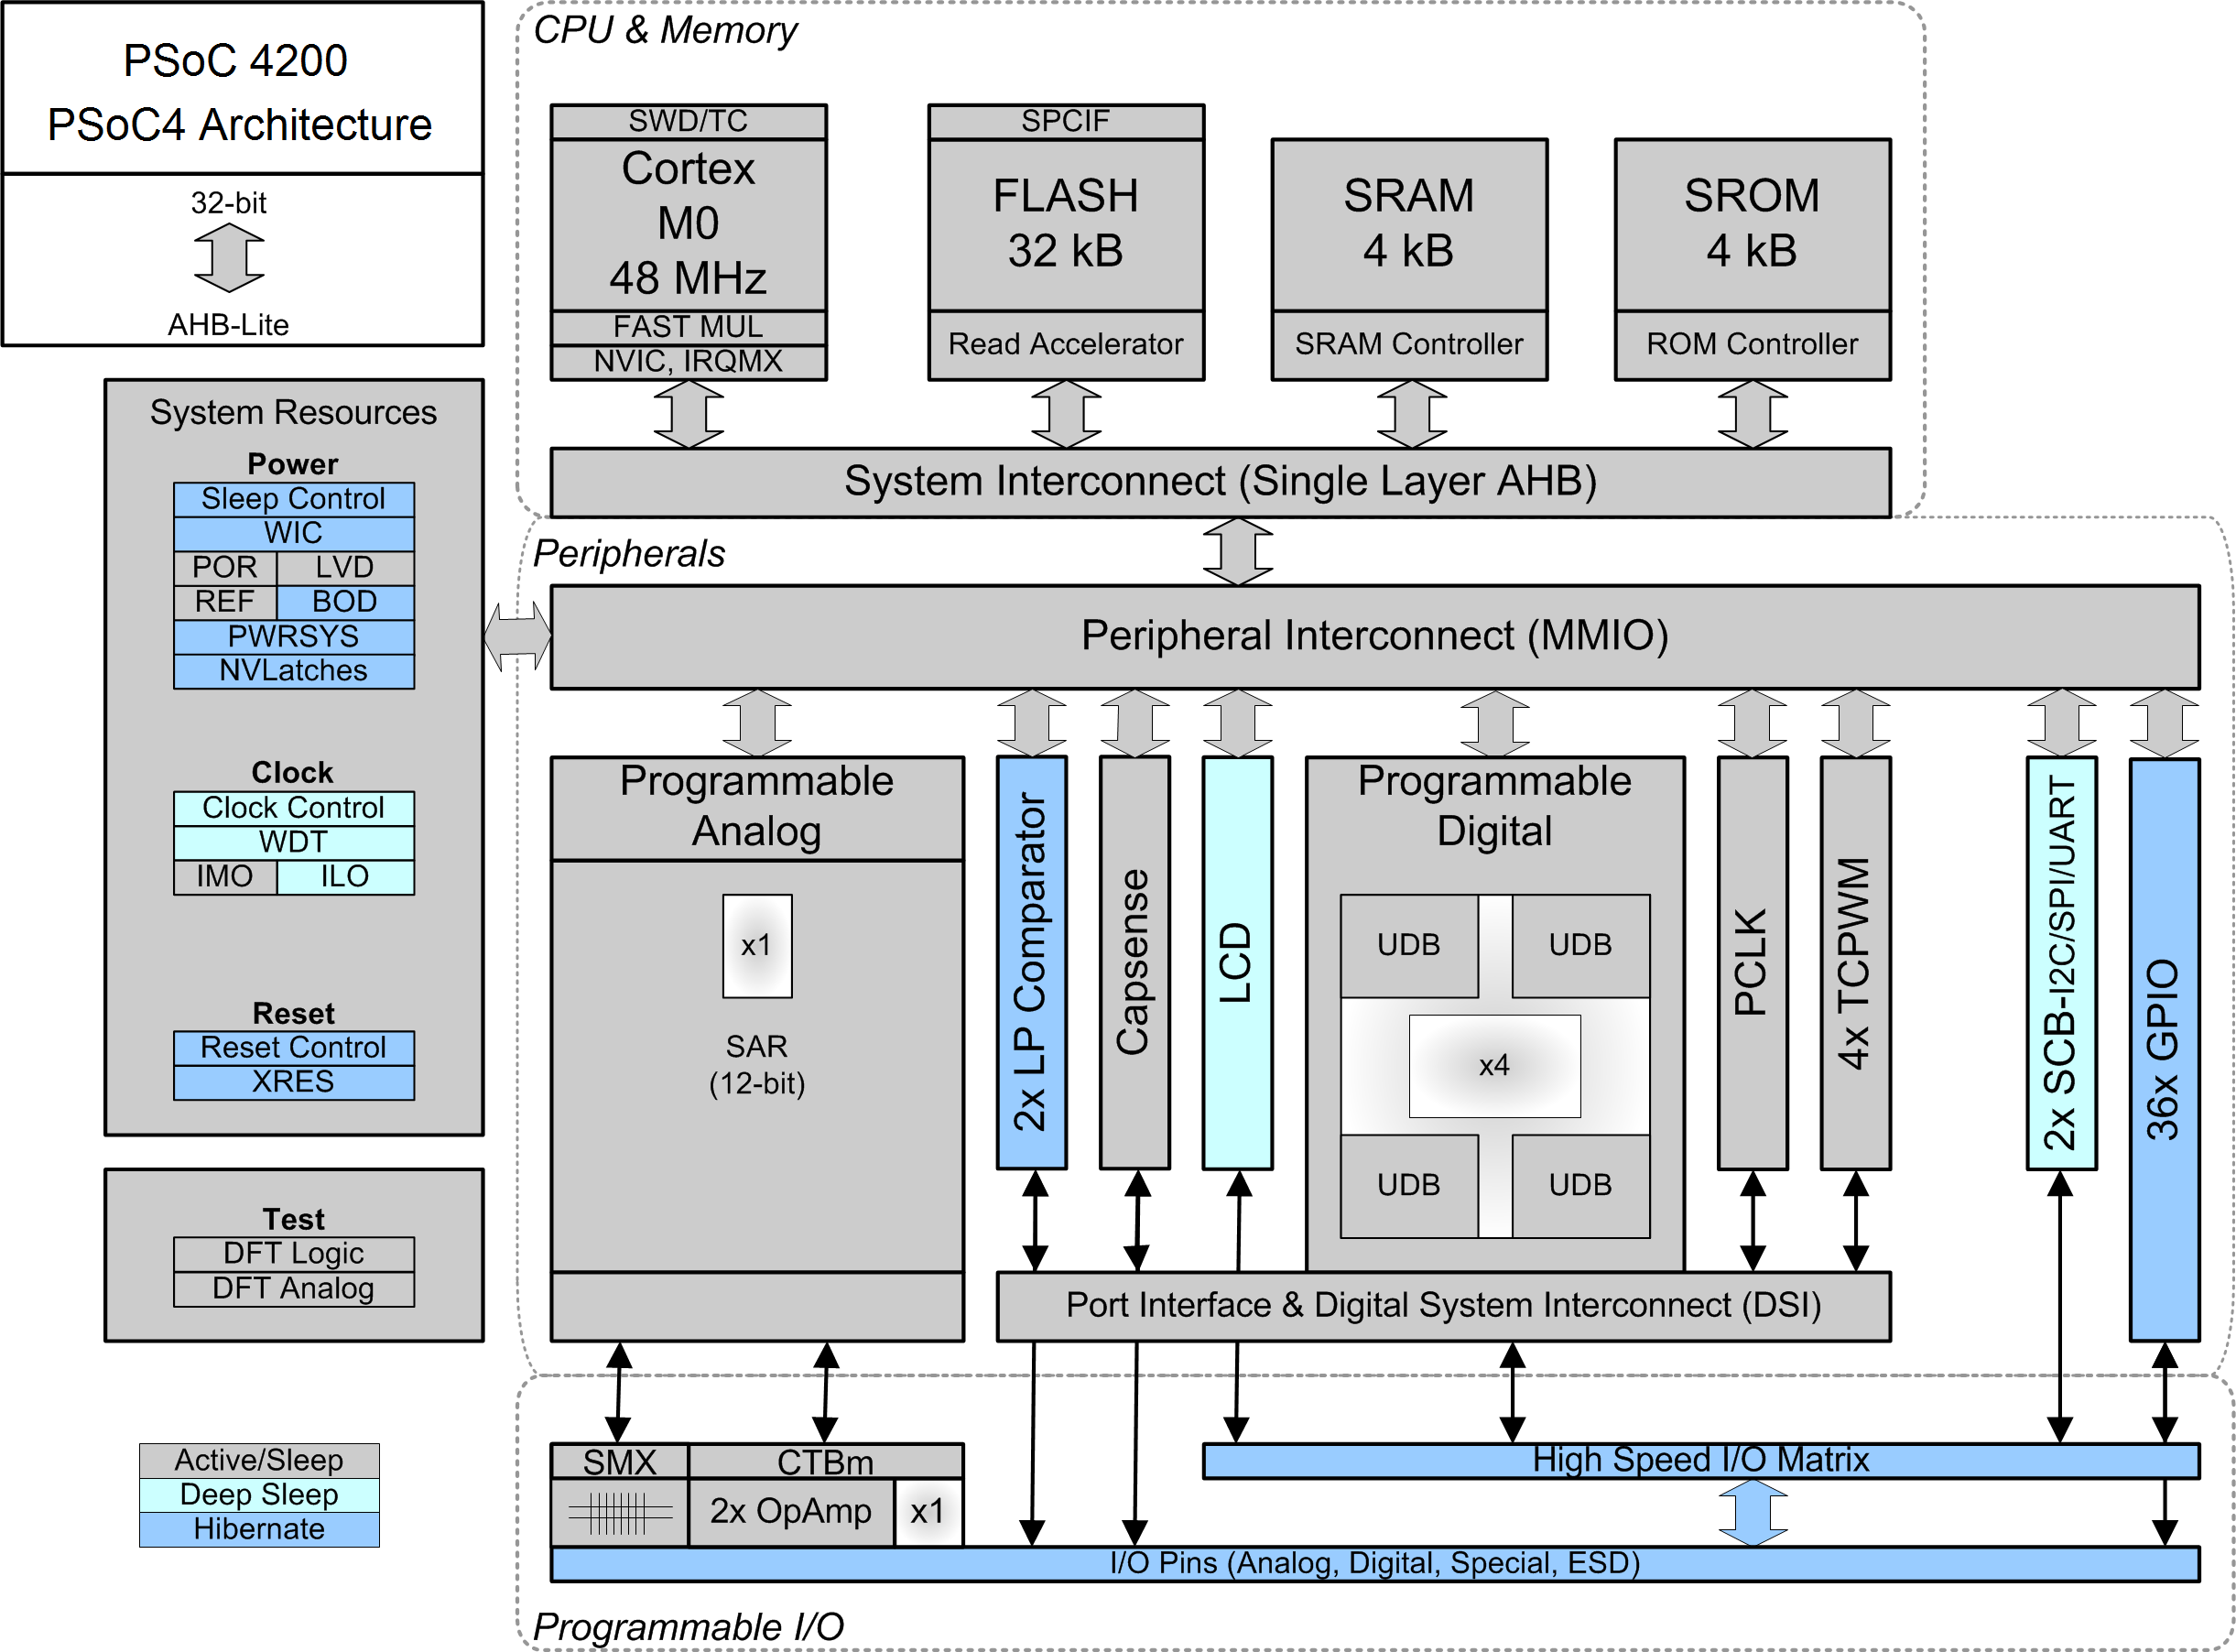 PSoC 4200
PSoC4 Architecture
32-bit
AHB-Lite
CPU & Memory
SWD/TC
Cortex
M0
48 MHz
FAST MUL
NVIC, IRQMX
SPCIF
FLASH
32 kB
Read Accelerator
SRAM
4 kB
SRAM Controller
SROM
4 kB
ROM Controller
System Interconnect (Single Layer AHB)
System Resources
Power
Sleep Control
WIC
POR LVD
REF BOD
PWRSYS
NVLatches
Clock
Clock Control
WDT
IMO ILO
Reset
Reset Control
XRES
Test
DFT Logic
DFT Analog
Active/Sleep
Deep Sleep
Hibernate
Peripherals
Peripheral Interconnect (MMIO)
Programmable
Analog
x1
SAR
(12-bit)
2x LP Comparator
Capsense
LCD
Programmable
Digital
UDB UDB
x4
UDB UDB
PCLK
4x TCPWM
2x SCB-I2C/SPI/UART
36x GPIO
Port Interface & Digital System Interconnect (DSI)
SMX
CTBm
2x OpAmp x1
High Speed I/O Matrix
I/O Pins (Analog, Digital, Special, ESD)
Programmable I/O